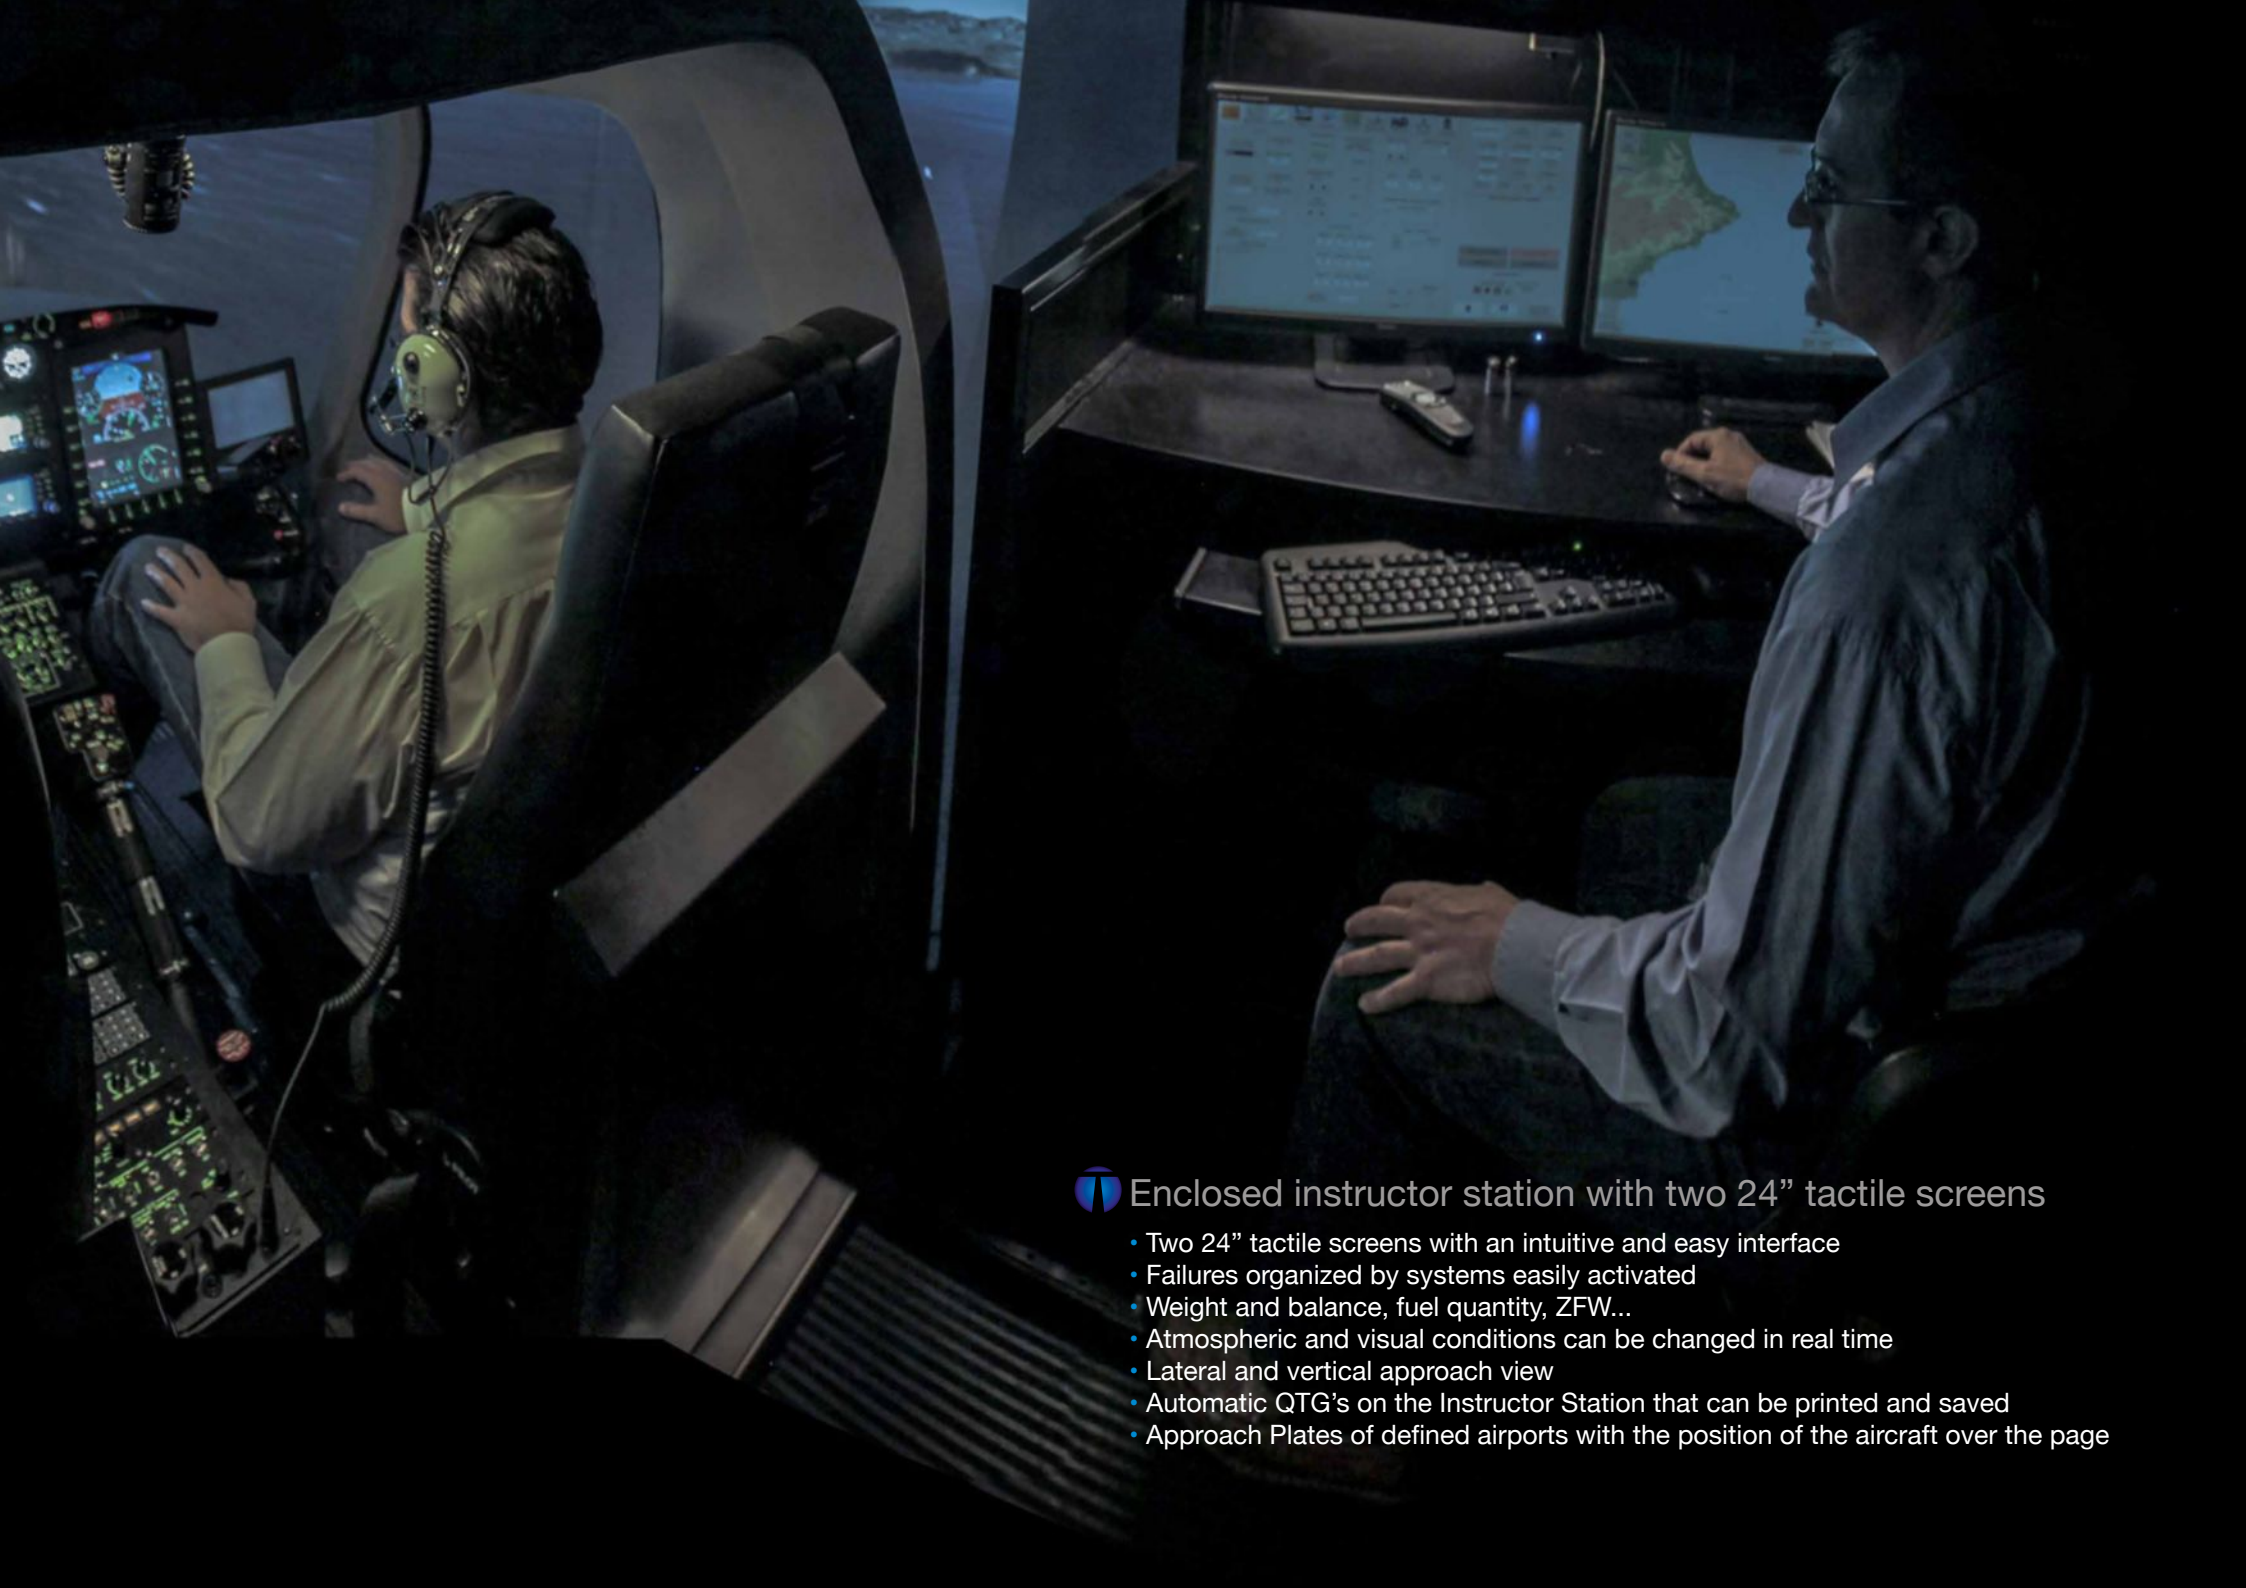 Enclosed instructor station with two 24” tactile screens
• Two 24” tactile screens with an intuitive and easy interface
• Failures organized by systems easily activated
• Weight and balance, fuel quantity, ZFW...
• Atmospheric and visual conditions can be changed in real time
• Lateral and vertical approach view
• Automatic QTG’s on the Instructor Station that can be printed and saved
• Approach Plates of defined airports with the position of the aircraft over the page